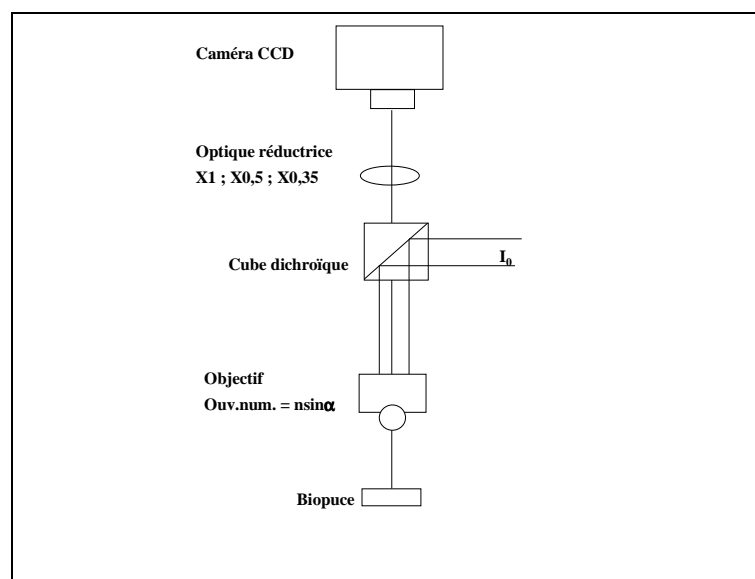 Caméra CCD
Optique réductrice
X1 ; X0,5 ; X0,35
Cube dichroïque
I₀
Objectif
Ouv.num. = nsinα
Biopuce